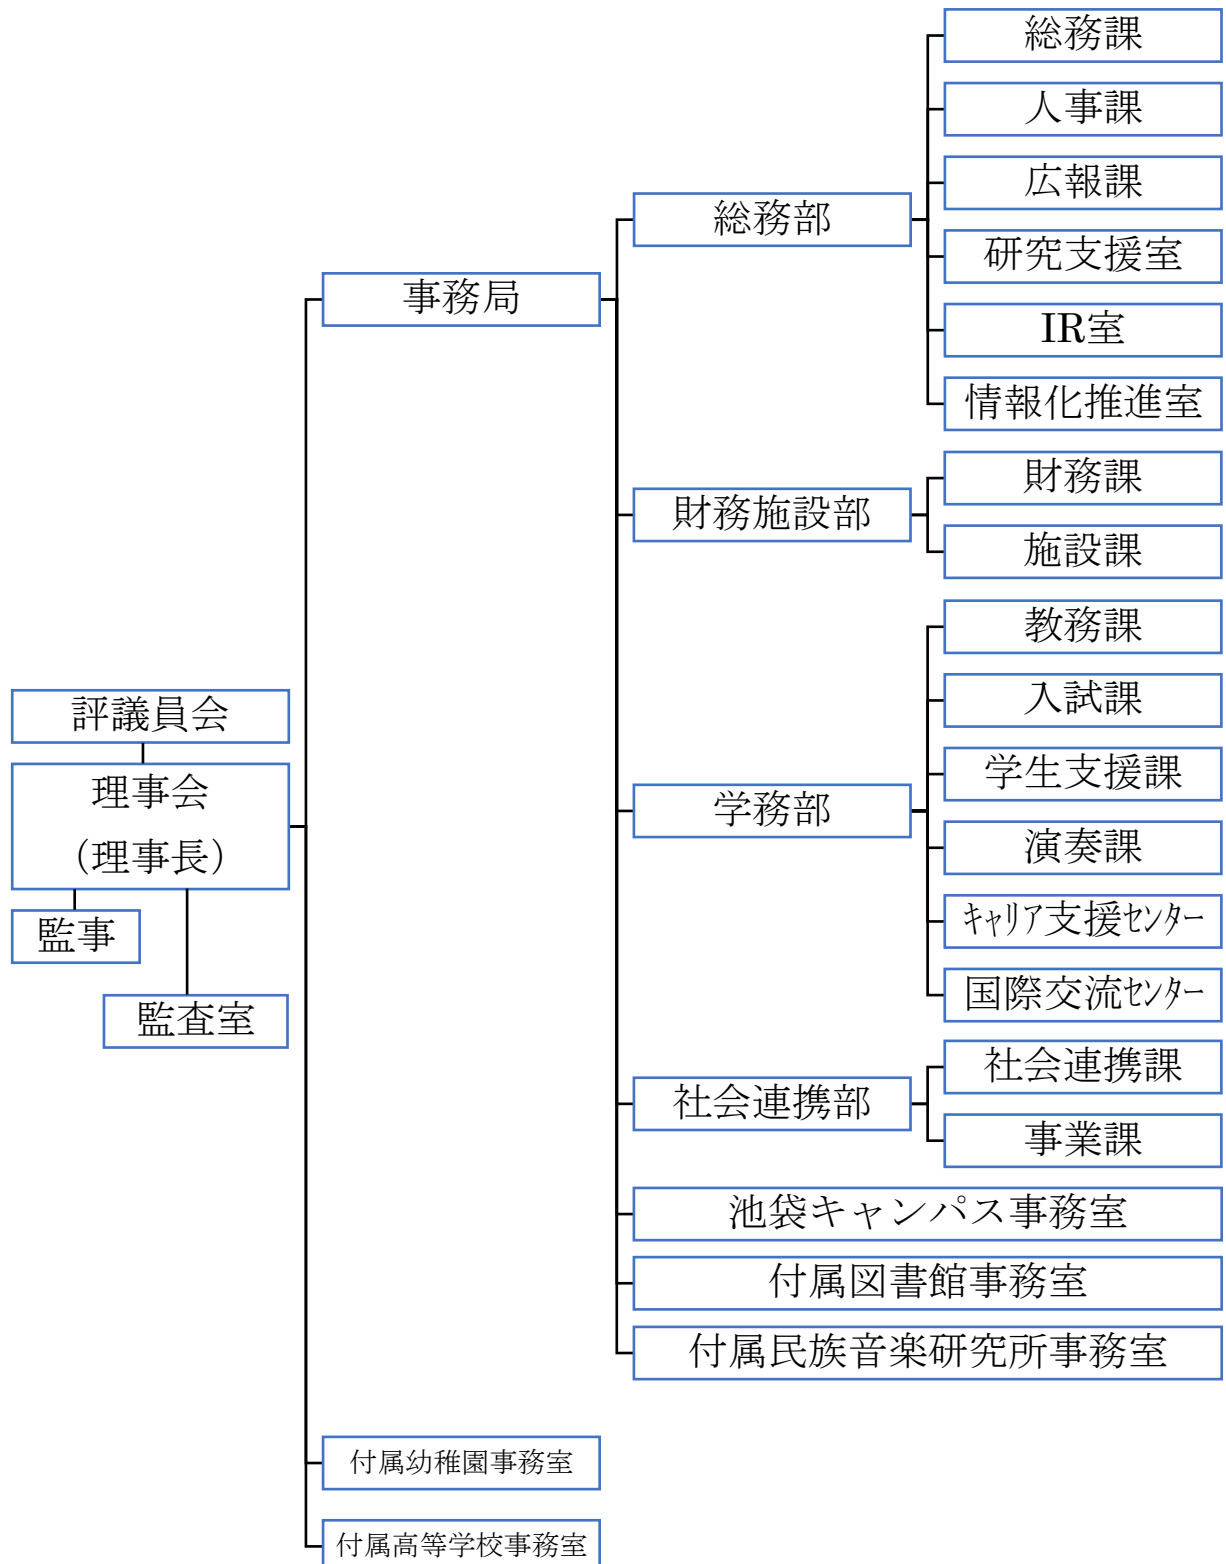 総務課
人事課
広報課
総務部
研究支援室
事務局
IR室
情報化推進室
財務課
財務施設部
施設課
教務課
入試課
評議員会
学生支援課
理事会
(理事長)
学務部
演奏課
監事
キャリア支援センター
国際交流センター
監査室
社会連携課
社会連携部
事業課
池袋キャンパス事務室
付属図書館事務室
付属民族音楽研究所事務室
付属幼稚園事務室
付属高等学校事務室